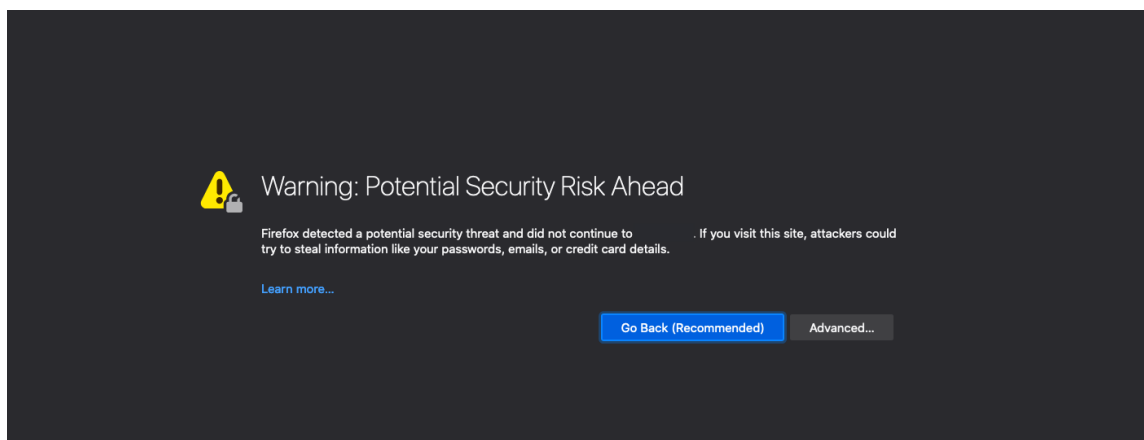 Warning: Potential Security Risk Ahead
Firefox detected a potential security threat and did not continue to . If you visit this site, attackers could
try to steal information like your passwords, emails, or credit card details.
Learn more...
Go Back (Recommended) Advanced...